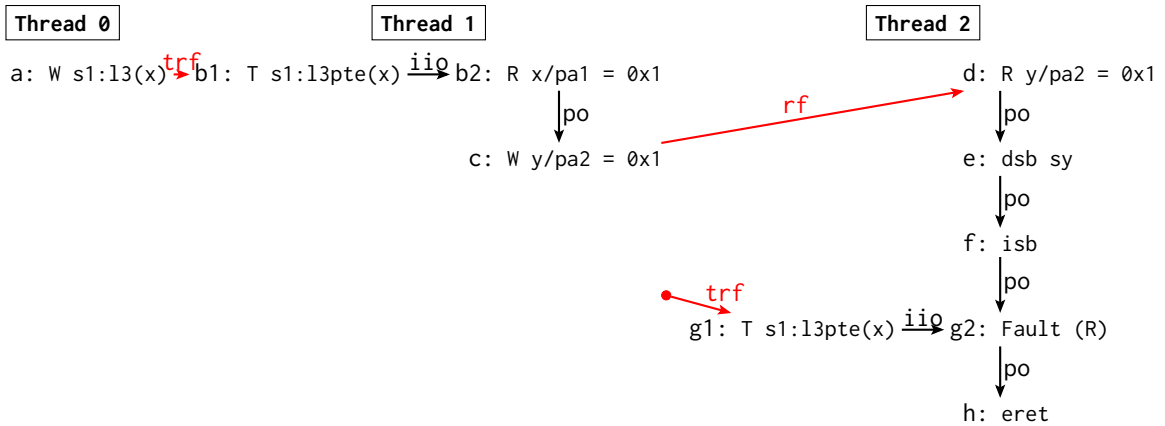 Thread 0 Thread 1 Thread 2
a: W s1:l3(x) trf b1: T s1:l3pte(x) iio b2: R x/pa1 = 0x1 d: R y/pa2 = 0x1
po rf po
c: W y/pa2 = 0x1 e: dsb sy
po
f: isb
trf po
g1: T s1:l3pte(x) iio g2: Fault (R)
po
h: eret